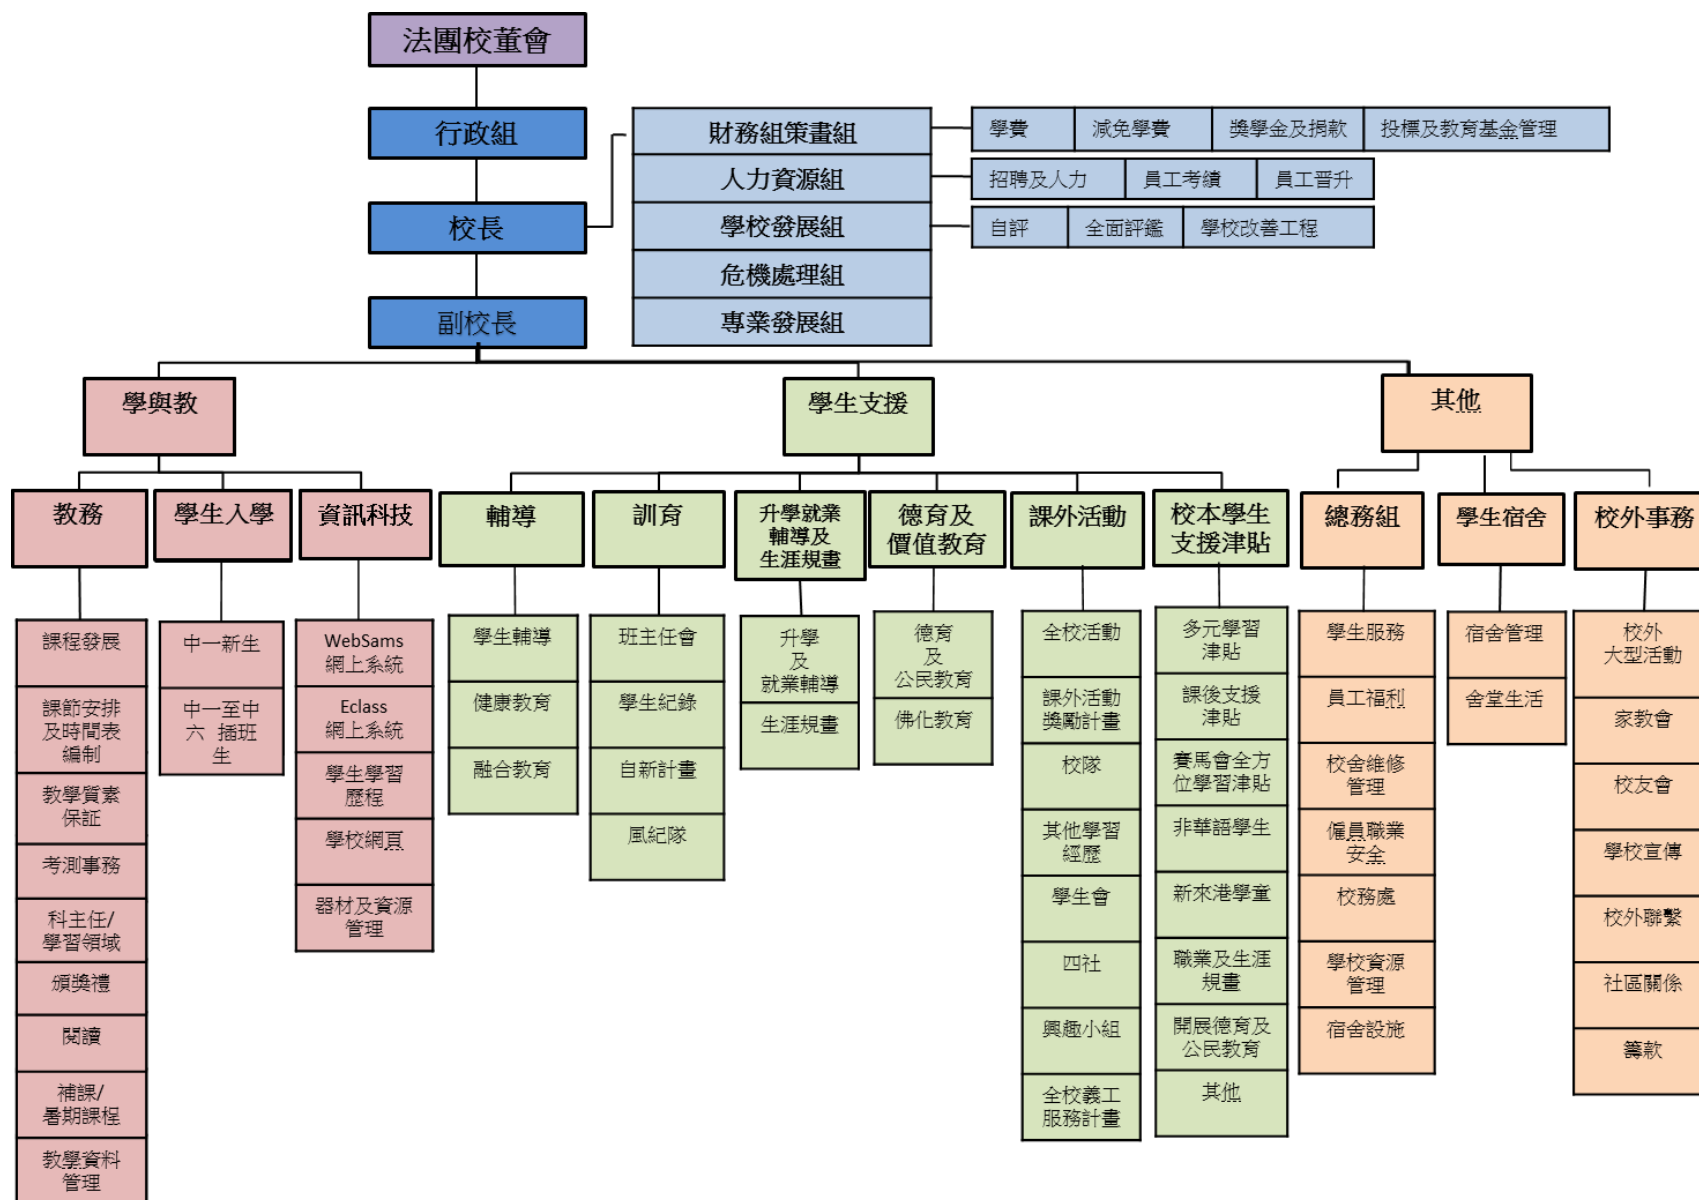 法團校董會
行政組
校長
副校長
財務組策畫組
學費
減免學費
獎學金及捐款
投標及教育基金管理
人力資源組
招聘及人力
員工考績
員工晋升
學校發展組
自評
全面評鑑
學校改善工程
危機處理組
專業發展組
學與教
學生支援
其他
教務
學生入學
資訊科技
輔導
訓育
升學就業
輔導及
生涯規畫
德育及
價值教育
課外活動
校本學生
支援津貼
總務組
學生宿舍
校外事務
課程發展
課節安排
及時間表
編制
教學質素
保証
考測事務
科主任/
學習領域
頒獎禮
閱讀
補課/
暑期課程
教學資料
管理
中一新生
中一至中
六 插班
生
WebSams
網上系統
Eclass
網上系統
學生學習
歷程
學校網頁
器材及資源
管理
學生輔導
健康教育
融合教育
班主任會
學生紀錄
自新計畫
風紀隊
升學
及
就業輔導
生涯規畫
德育
及
公民教育
佛化教育
全校活動
課外活動
獎勵計畫
校隊
其他學習
經歷
學生會
四社
興趣小組
全校義工
服務計畫
多元學習
津貼
課後支援
津貼
賽馬會全方
位學習津貼
非華語學生
新來港學童
職業及生涯
規畫
開展德育及
公民教育
其他
學生服務
員工福利
校舍維修
管理
僱員職業
安全
校務處
學校資源
管理
宿舍設施
宿舍管理
舍堂生活
校外
大型活動
家教會
校友會
學校宣傳
校外聯繫
社區關係
籌款